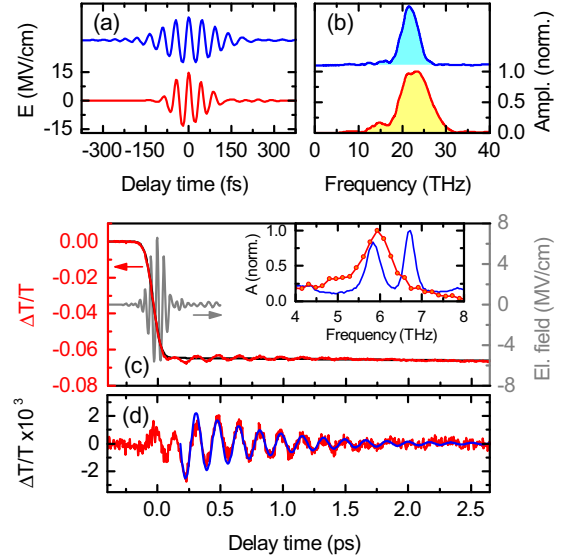 (a)
(b)
E (MV/cm)
15
0
-15
-300 -150 0 150 300
Delay time (fs)
1.0
0.5
0.0
Ampl. (norm.)
0 10 20 30 40
Frequency (THz)
ΔT/T
0.00
-0.02
-0.04
-0.06
-0.08
(c)
A (norm.)
1.0
0.5
0.0
4 5 6 7 8
Frequency (THz)
8
4
0
-4
-8
El. field (MV/cm)
ΔT/T x10³
2
0
-2
(d)
0.0 0.5 1.0 1.5 2.0 2.5
Delay time (ps)